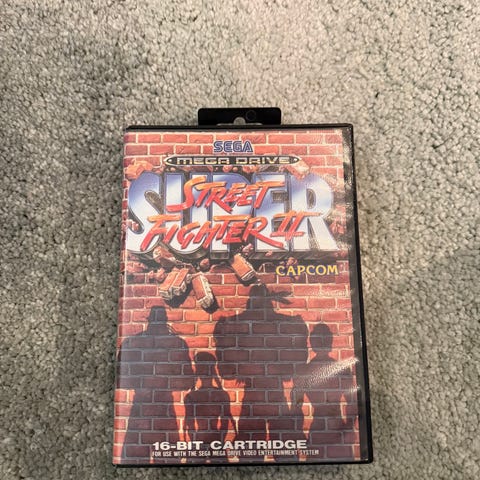 SEGA
MEGA DRIVE
SUPER
STREET
FIGHTER II
CAPCOM
16-BIT CARTRIDGE
FOR USE WITH THE SEGA MEGA DRIVE VIDEO ENTERTAINMENT SYSTEM